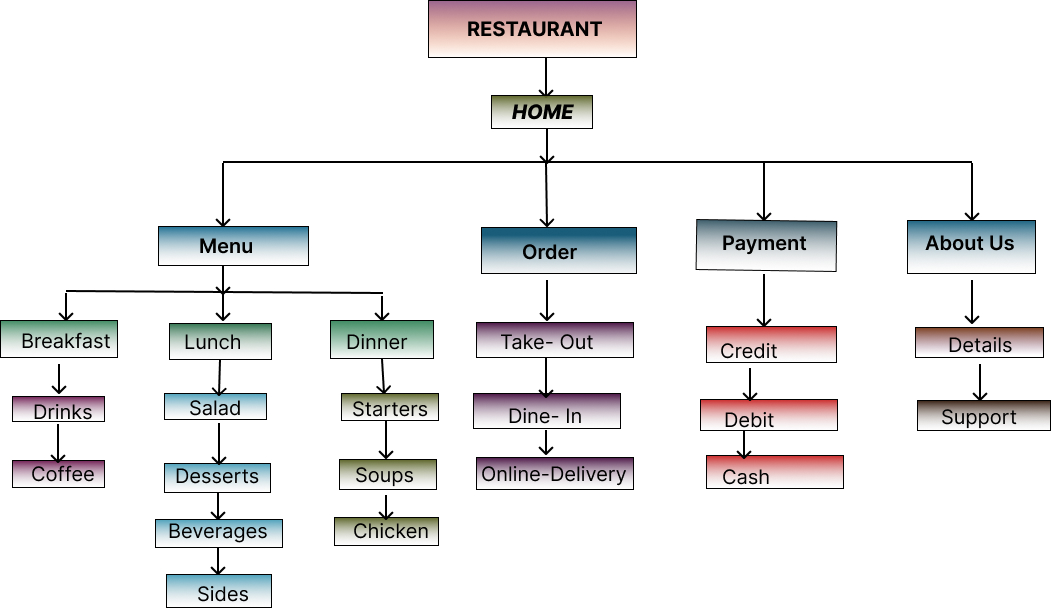 RESTAURANT
HOME
Menu
Order
Payment
About Us
Breakfast
Lunch
Dinner
Take- Out
Credit
Details
Drinks
Salad
Starters
Dine- In
Debit
Support
Coffee
Desserts
Soups
Online-Delivery
Cash
Beverages
Chicken
Sides